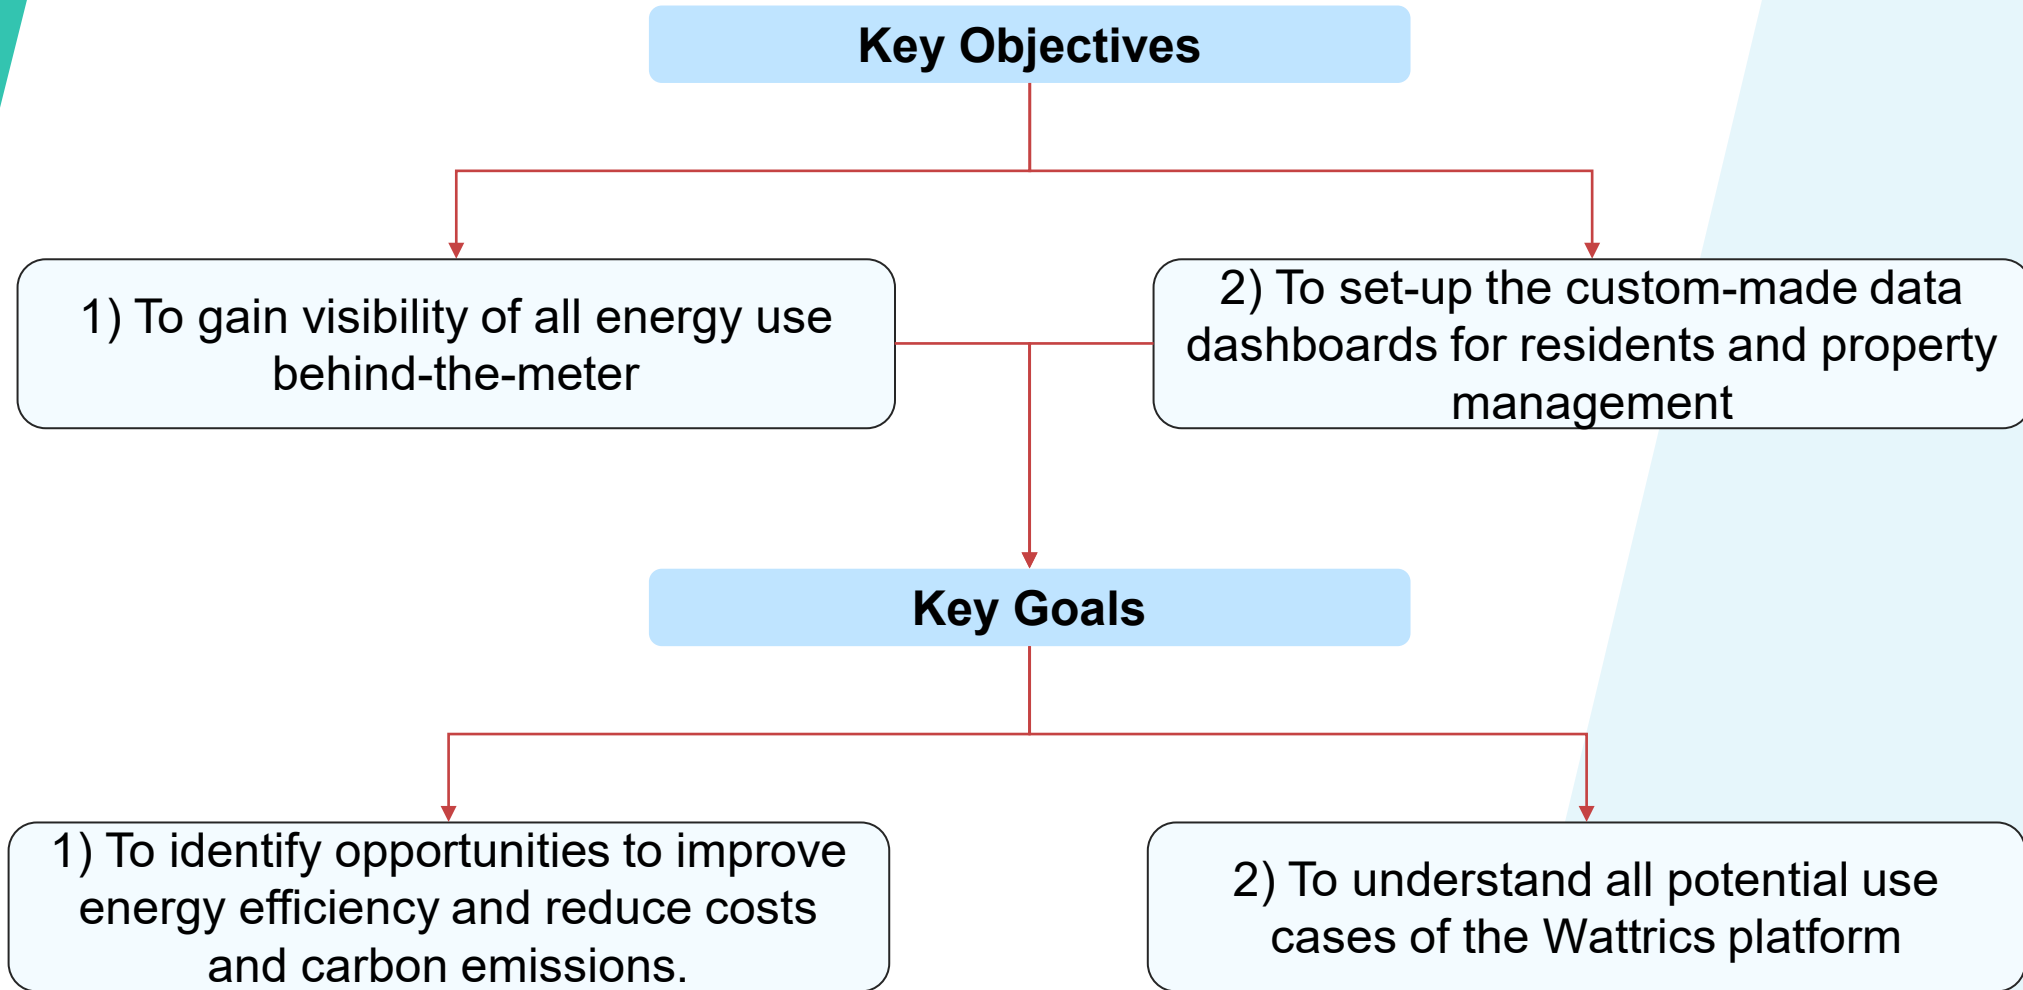 Key Objectives
1) To gain visibility of all energy use
behind-the-meter
2) To set-up the custom-made data
dashboards for residents and property
management
Key Goals
1) To identify opportunities to improve
energy efficiency and reduce costs
and carbon emissions.
2) To understand all potential use
cases of the Wattrics platform